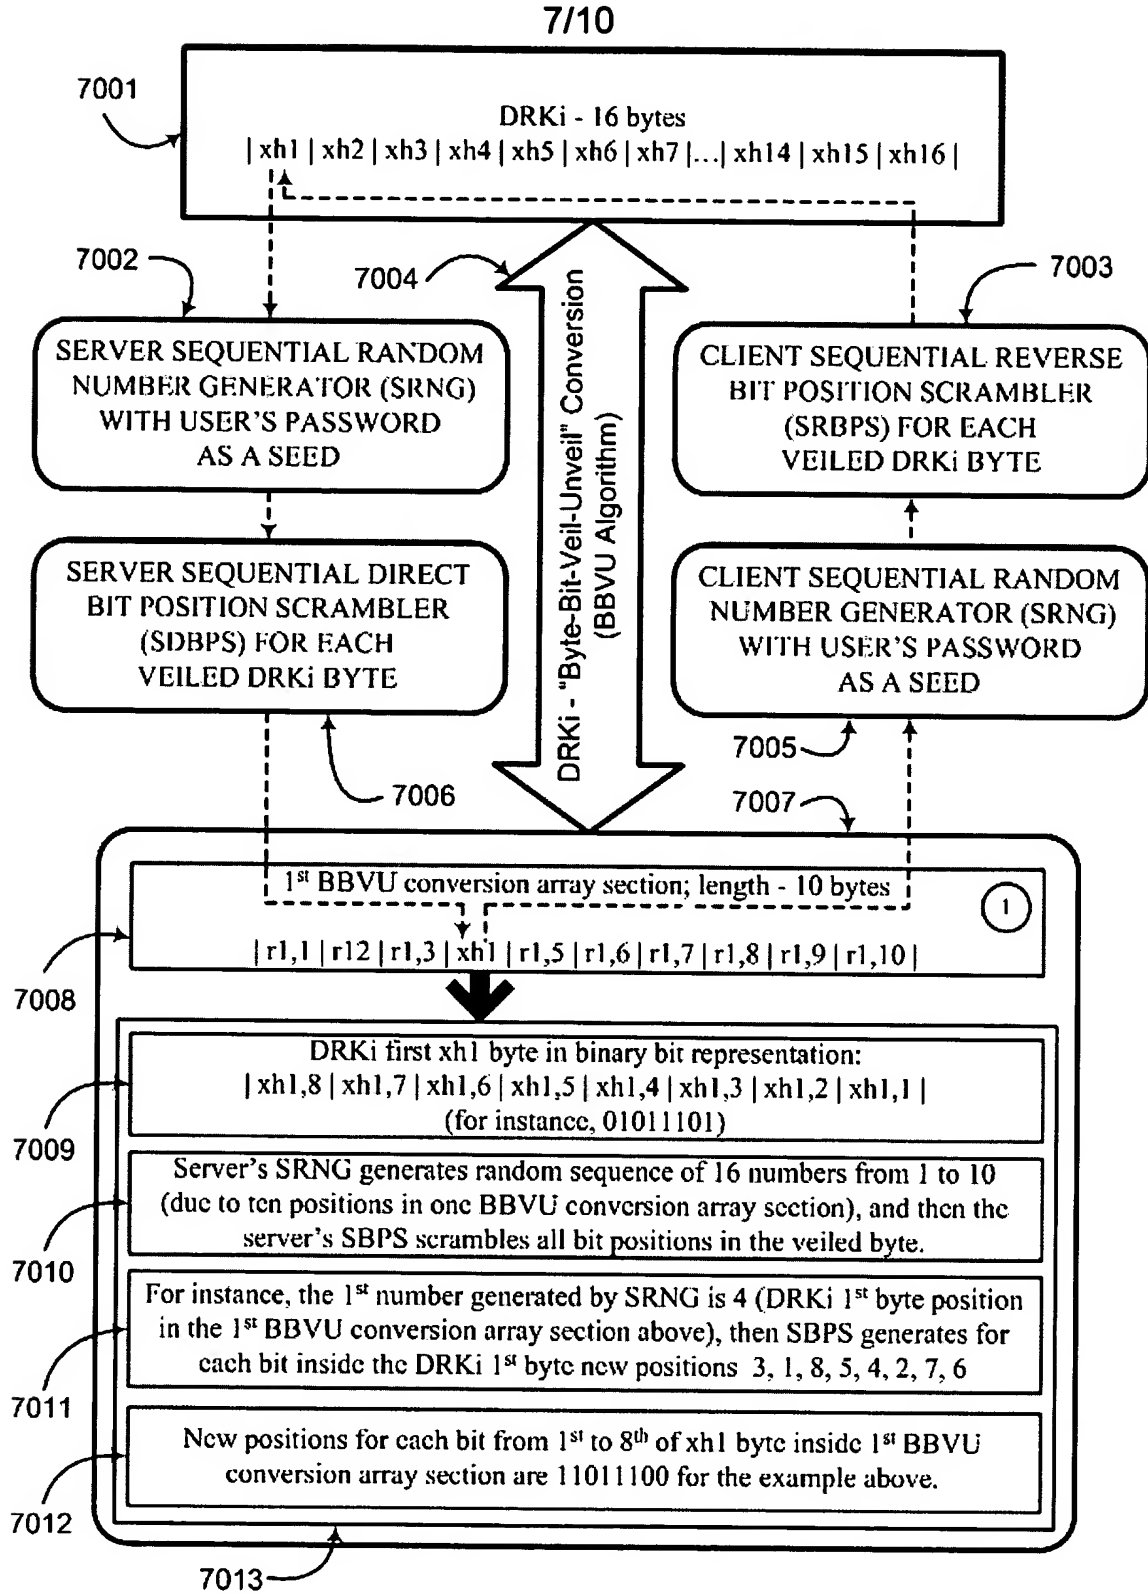 7/10
7001
DRKi - 16 bytes
| xh1 | xh2 | xh3 | xh4 | xh5 | xh6 | xh7 |...| xh14 | xh15 | xh16 |
7002
7004
7003
SERVER SEQUENTIAL RANDOM
NUMBER GENERATOR (SRNG)
WITH USER'S PASSWORD
AS A SEED
CLIENT SEQUENTIAL REVERSE
BIT POSITION SCRAMBLER
(SRBPS) FOR EACH
VEILED DRKi BYTE
DRKi - "Byte-Bit-Veil-Unveil" Conversion
(BBVU Algorithm)
SERVER SEQUENTIAL DIRECT
BIT POSITION SCRAMBLER
(SDBPS) FOR EACH
VEILED DRKi BYTE
CLIENT SEQUENTIAL RANDOM
NUMBER GENERATOR (SRNG)
WITH USER'S PASSWORD
AS A SEED
7005
7006
7007
1st BBVU conversion array section; length - 10 bytes
1
| r1,1 | r12 | r1,3 | xh1 | r1,5 | r1,6 | r1,7 | r1,8 | r1,9 | r1,10 |
7008
DRKi first xh1 byte in binary bit representation:
| xh1,8 | xh1,7 | xh1,6 | xh1,5 | xh1,4 | xh1,3 | xh1,2 | xh1,1 |
(for instance, 01011101)
7009
Server's SRNG generates random sequence of 16 numbers from 1 to 10
(due to ten positions in one BBVU conversion array section), and then the
server's SBPS scrambles all bit positions in the veiled byte.
7010
For instance, the 1st number generated by SRNG is 4 (DRKi 1st byte position
in the 1st BBVU conversion array section above), then SBPS generates for
each bit inside the DRKi 1st byte new positions 3, 1, 8, 5, 4, 2, 7, 6
7011
New positions for each bit from 1st to 8th of xh1 byte inside 1st BBVU
conversion array section are 11011100 for the example above.
7012
7013